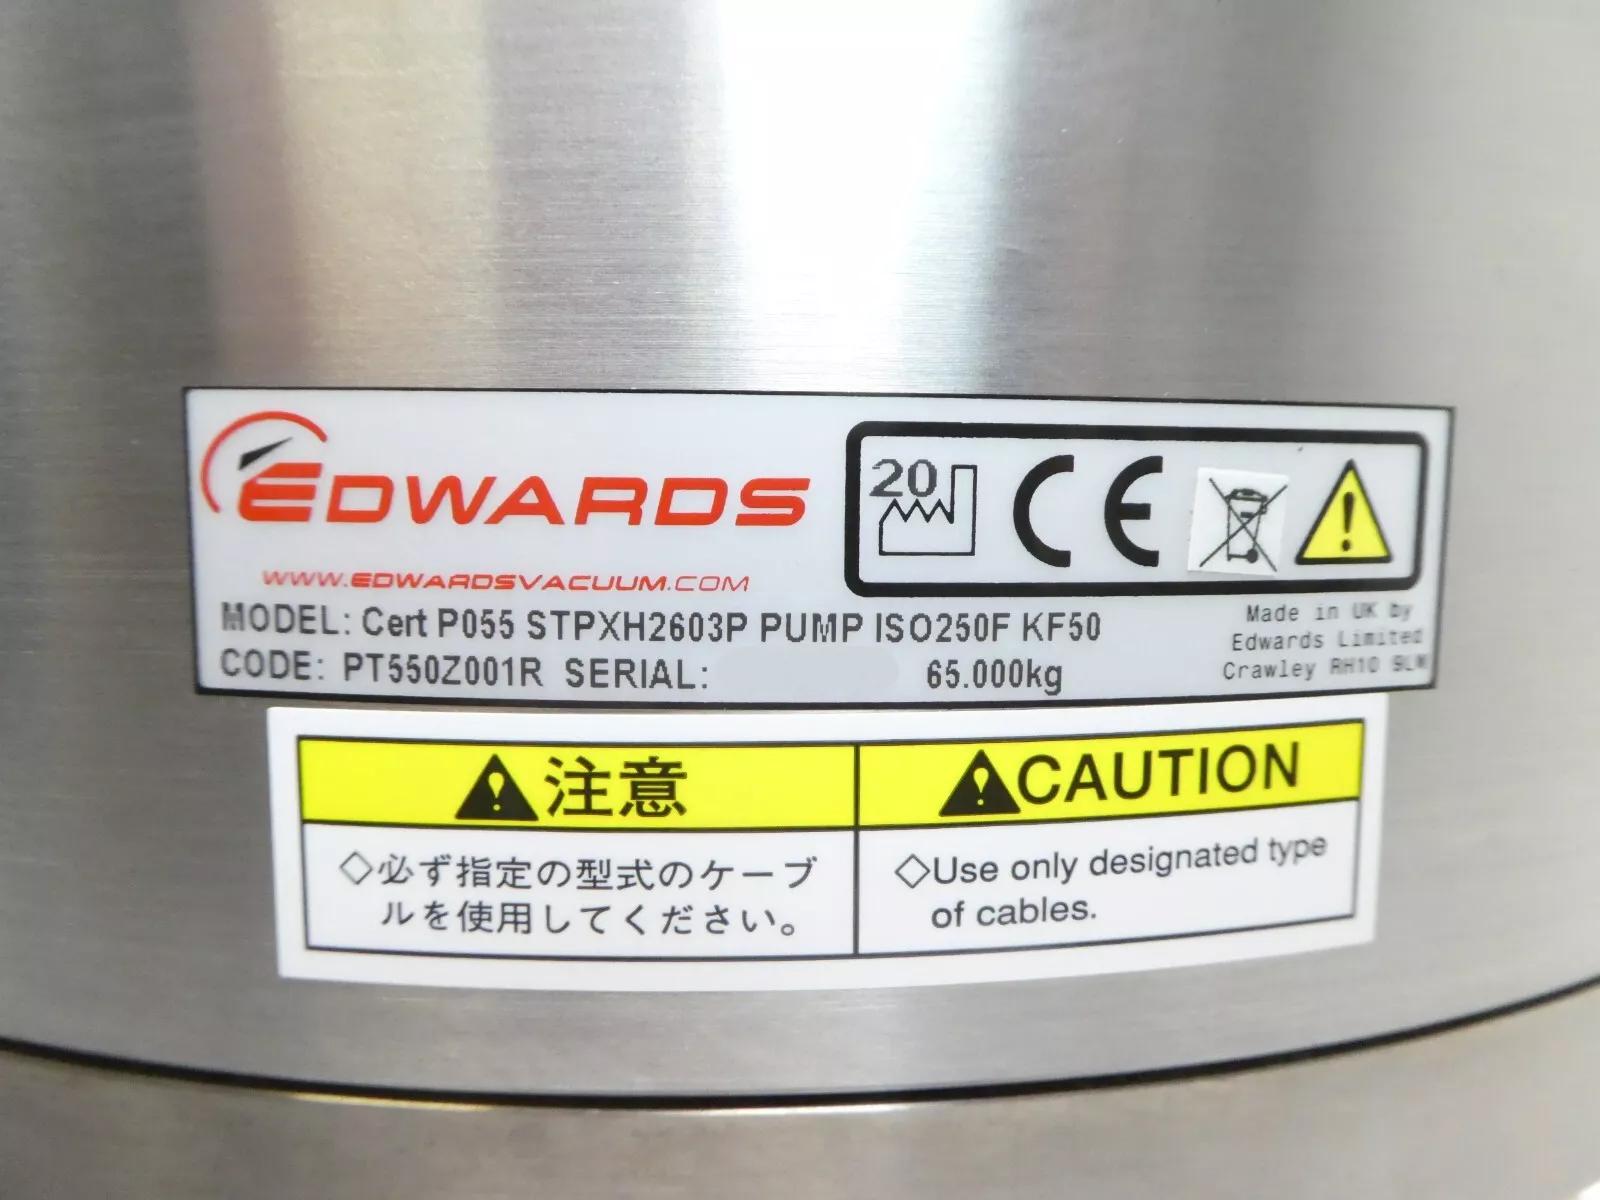 EDWARDS
WWW.EDWARDSVACUUM.COM
20
CE
MODEL: Cert P055 STPXH2603P PUMP ISO250F KF50
CODE: PT550Z001R SERIAL: 65.000kg
Made in UK by
Edwards Limited
Crawley RH10 9LW
注意
◇必ず指定の型式のケーブ
ルを使用してください。
CAUTION
◇Use only designated type
of cables.